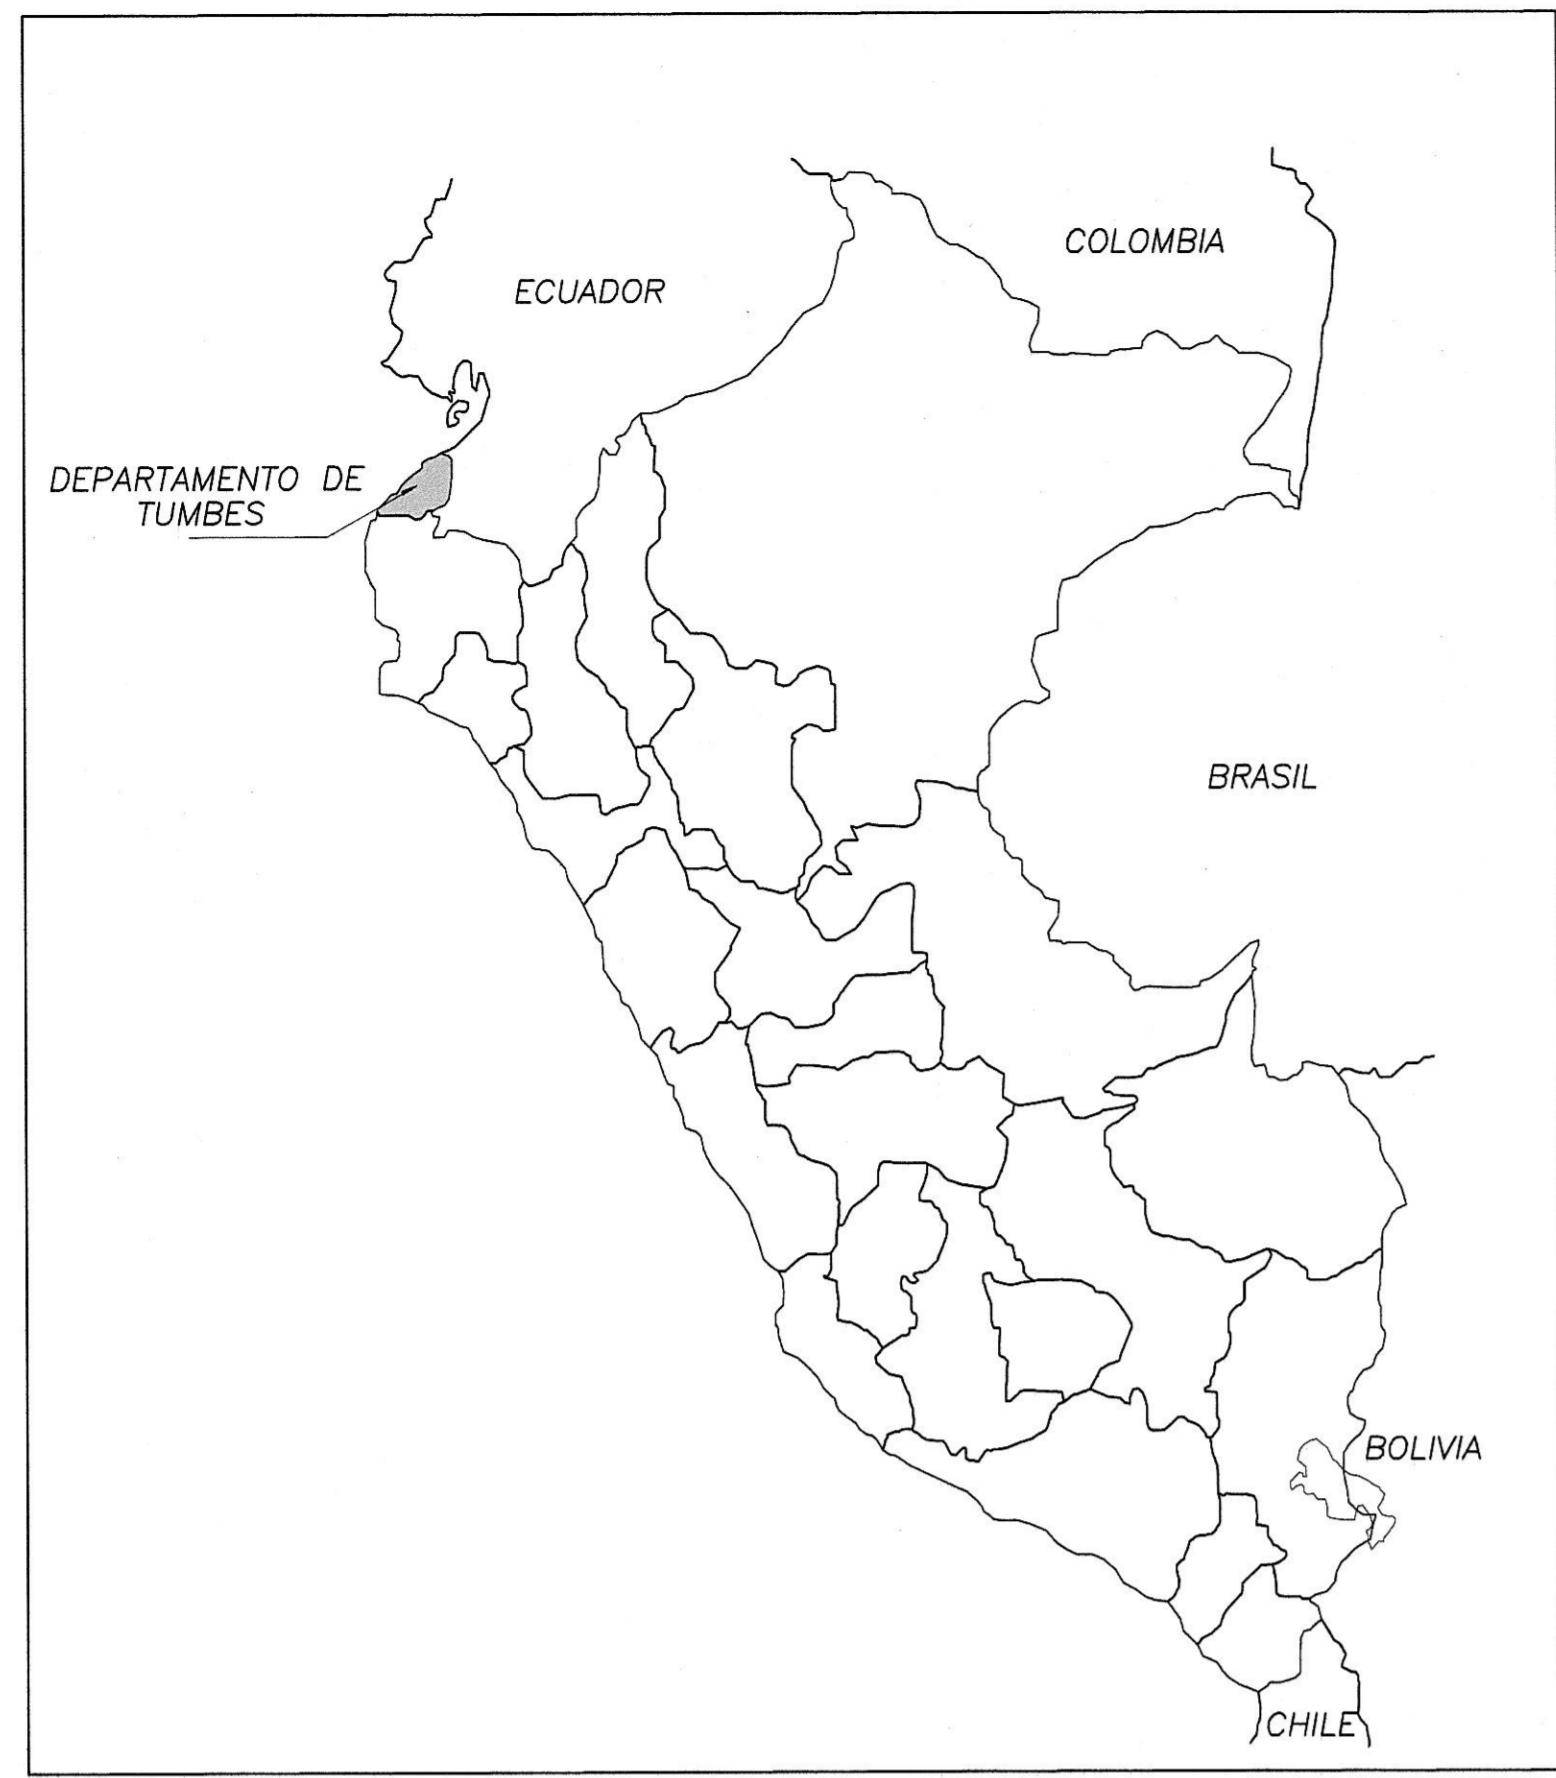 COLOMBIA
ECUADOR
DEPARTAMENTO DE
TUMBES
BRASIL
BOLIVIA
CHILE